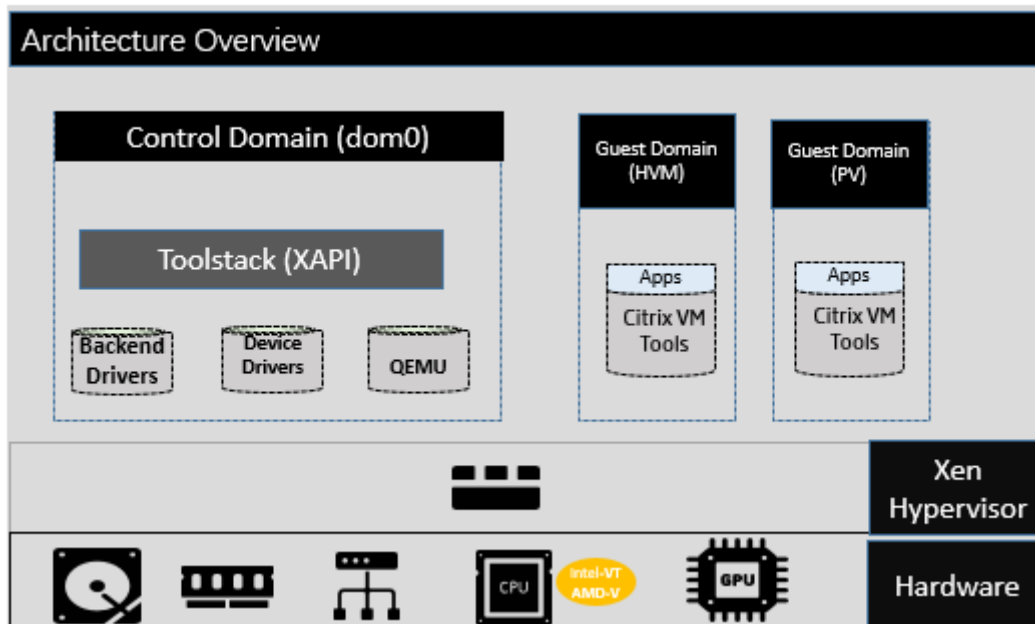 Architecture Overview
Control Domain (dom0)
Guest Domain
(HVM)
Guest Domain
(PV)
Toolstack (XAPI)
Apps
Citrix VM
Tools
Apps
Citrix VM
Tools
Backend
Drivers
Device
Drivers
QEMU
Xen
Hypervisor
CPU
Intel-VT
AMD-V
GPU
Hardware